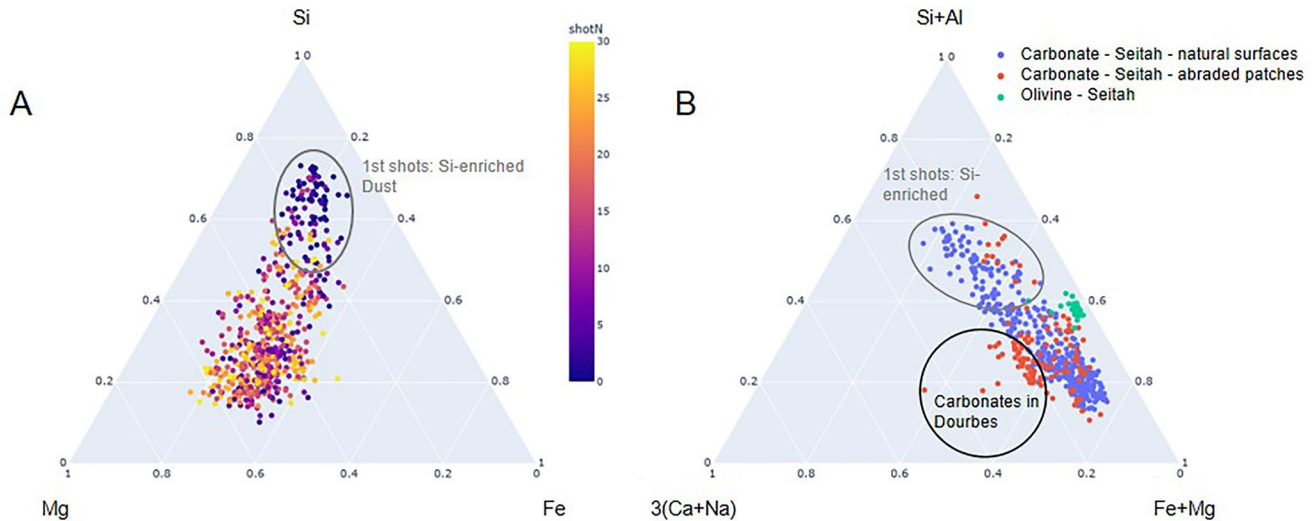 Si
Si+Al
A
B
shotN
30
25
20
15
10
5
0
1st shots: Si-enriched
Dust
1 0
0.8
0.2
0.6
0.4
0.4
0.6
0.2
0.8
0
1
1
0.8
0.6
0.4
0.2
0
Mg
Fe
Carbonate - Seitah - natural surfaces
Carbonate - Seitah - abraded patches
Olivine - Seitah
1st shots: Si-
enriched
Carbonates in
Dourbes
1 0
0.8
0.2
0.6
0.4
0.4
0.6
0.2
0.8
0
1
1
0.8
0.6
0.4
0.2
0
3(Ca+Na)
Fe+Mg